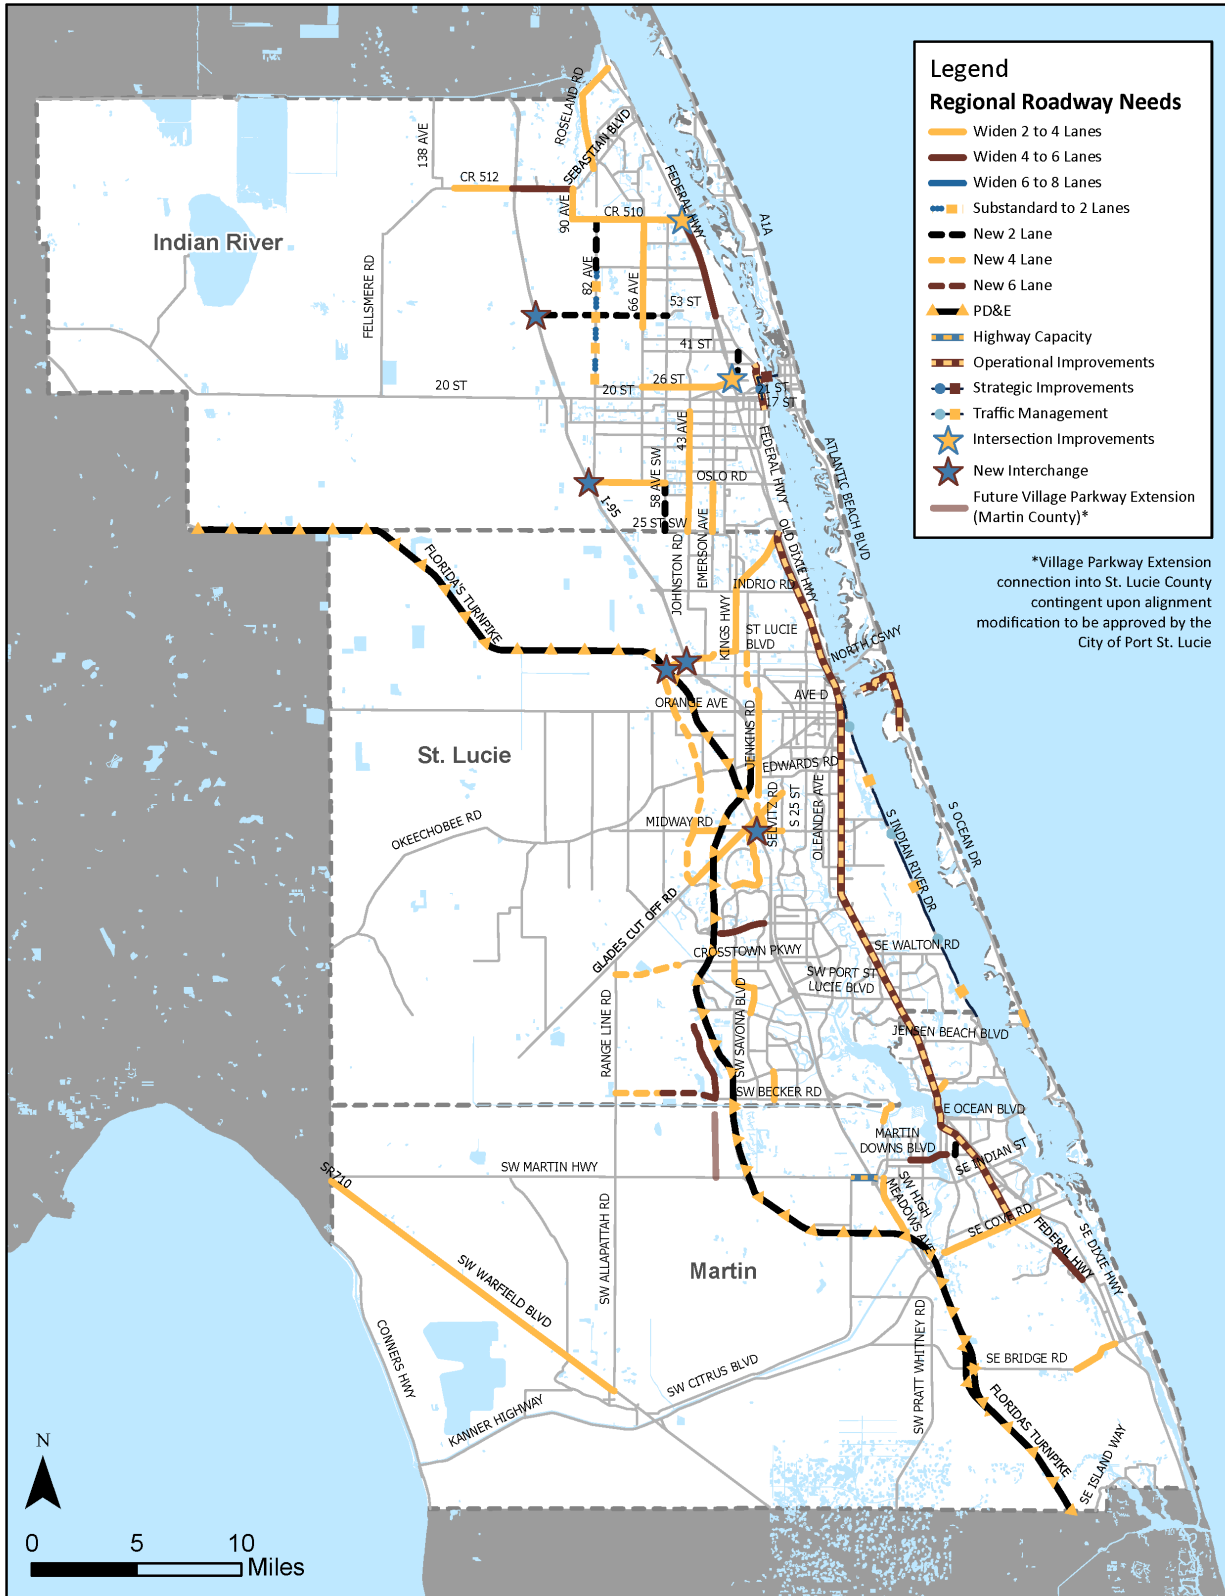 Legend
Regional Roadway Needs
Widen 2 to 4 Lanes
Widen 4 to 6 Lanes
Widen 6 to 8 Lanes
Substandard to 2 Lanes
New 2 Lane
New 4 Lane
New 6 Lane
PD&E
Highway Capacity
Operational Improvements
Strategic Improvements
Traffic Management
Intersection Improvements
New Interchange
Future Village Parkway Extension
(Martin County)*
*Village Parkway Extension
connection into St. Lucie County
contingent upon alignment
modification to be approved by the
City of Port St. Lucie
ROSELAND RD
SEBASTIAN BLVD
138 AVE
CR 512
90 AVE
CR 510
FEDERAL HWY
A1A
Indian River
FELLSMERE RD
82 AVE
66 AVE
53 ST
41 ST
20 ST
20 ST
26 ST
21 ST
17 ST
43 AVE
58 AVE SW
OSLO RD
FEDERAL HWY
ATLANTIC BEACH BLVD
I-95
25 ST SW
EMERSON AVE
JOHNSTON RD
OLD DIXIE HWY
FLORIDA'S TURNPIKE
INDRIO RD
KINGS HWY
ST LUCIE
BLVD
NORTH CSWY
ORANGE AVE
AVE D
St. Lucie
JENKINS RD
EDWARDS RD
OKEECHOBEE RD
MIDWAY RD
SELVITZ RD
S 25 ST
OLEANDER AVE
S INDIAN RIVER DR
S OCEAN DR
GLADES CUT OFF RD
CROSSTOWN PKWY
SE WALTON RD
SW PORT ST
LUCIE BLVD
RANGE LINE RD
SW SAVONA BLVD
JENSEN BEACH BLVD
SW BECKER RD
E OCEAN BLVD
MARTIN
DOWNS BLVD
SE INDIAN ST
SR710
SW MARTIN HWY
SW HIGH
MEADOWS AVE
SW ALLAPATTAH RD
SE COVE RD
FEDERAL HWY
SE DIXIE HWY
Martin
SW WARFIELD BLVD
CONNERS HWY
SW PRATT WHITNEY RD
SE BRIDGE RD
SW CITRUS BLVD
KANNER HIGHWAY
FLORIDAS TURNPIKE
SE ISLAND WAY
N
0 5 10
Miles